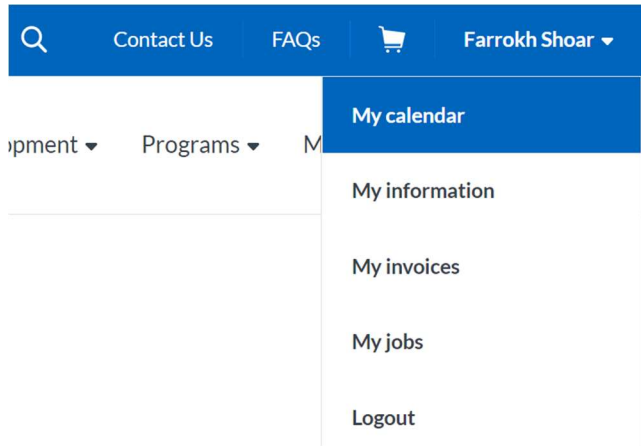 Contact Us FAQs Farrokh Shoar
My calendar
opment Programs M
My information
My invoices
My jobs
Logout